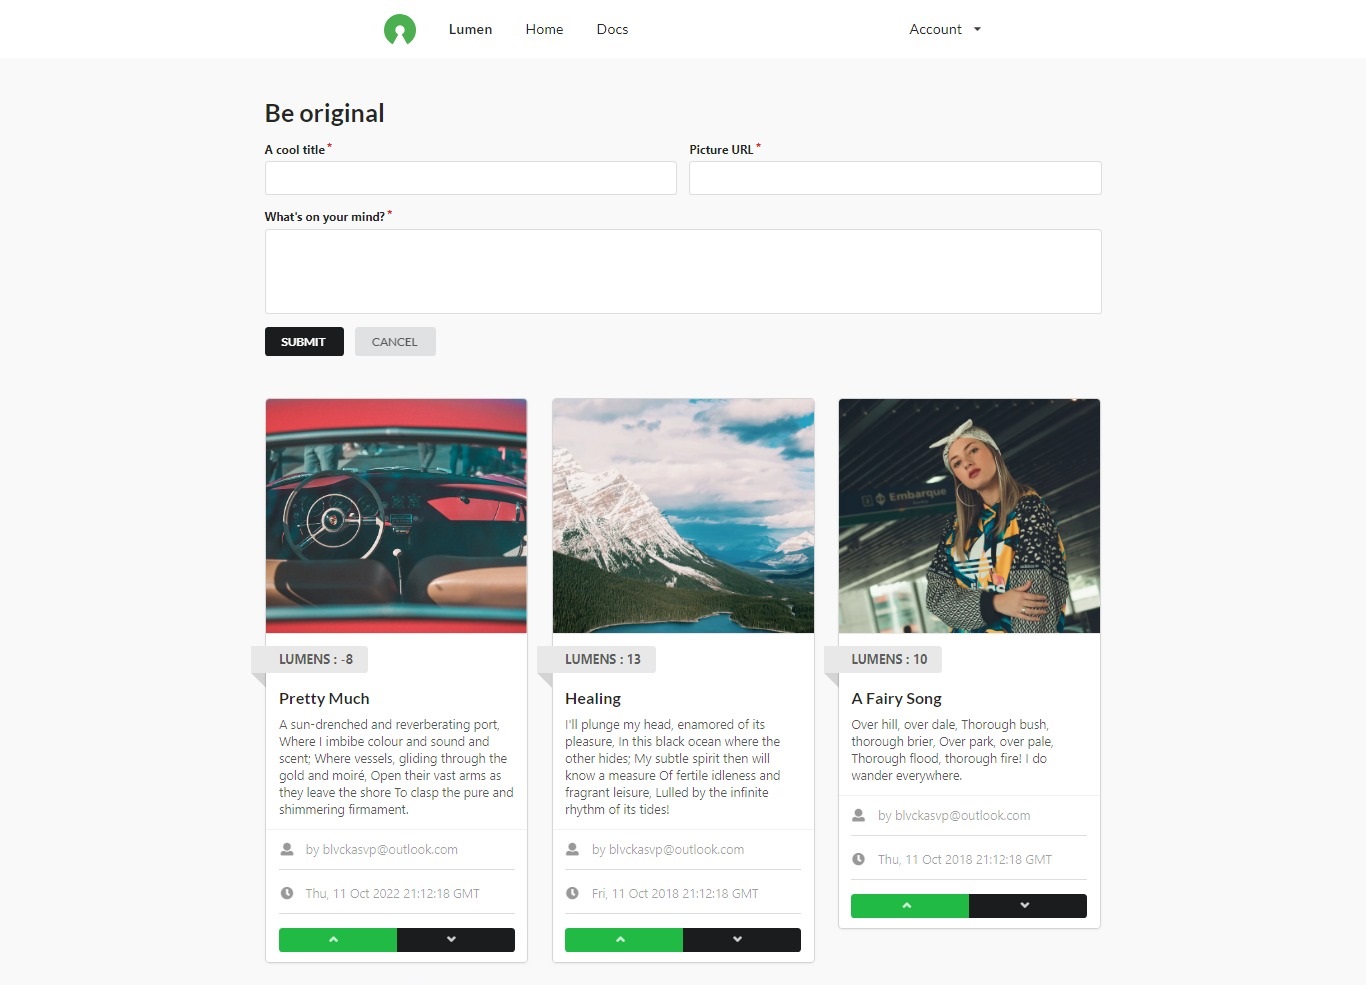 Lumen Home Docs Account
Be original
A cool title *
Picture URL *
What's on your mind? *
SUBMIT CANCEL
LUMENS : -8
Pretty Much
A sun-drenched and reverberating port,
Where I imbibe colour and sound and
scent; Where vessels, gliding through the
gold and moiré, Open their vast arms as
they leave the shore To clasp the pure and
shimmering firmament.
by blvckasvp@outlook.com
Thu, 11 Oct 2022 21:12:18 GMT
LUMENS : 13
Healing
I'll plunge my head, enamored of its
pleasure, In this black ocean where the
other hides; My subtle spirit then will
know a measure Of fertile idleness and
fragrant leisure, Lulled by the infinite
rhythm of its tides!
by blvckasvp@outlook.com
Fri, 11 Oct 2018 21:12:18 GMT
Embarque
LUMENS : 10
A Fairy Song
Over hill, over dale, Thorough bush,
thorough brier, Over park, over pale,
Thorough flood, thorough fire! I do
wander everywhere.
by blvckasvp@outlook.com
Thu, 11 Oct 2018 21:12:18 GMT